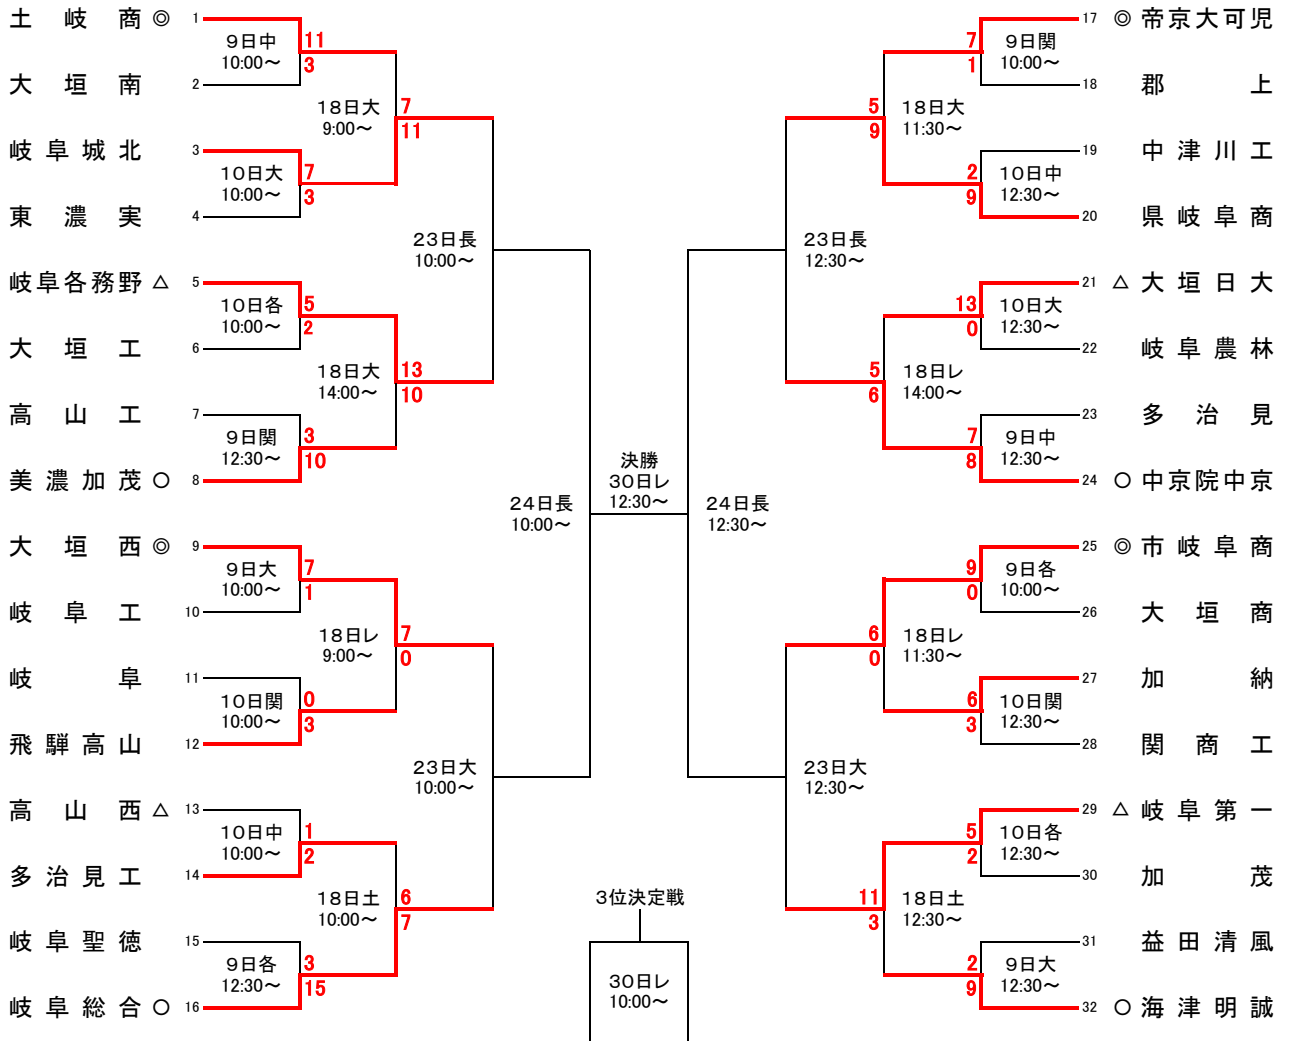 土岐商 ◎ 1
9日中
10:00～
11
3
大垣南 2
18日大
9:00～
7
11
岐阜城北 3
10日大
10:00～
7
3
東濃実 4
23日長
10:00～
岐阜各務野 △ 5
10日各
10:00～
5
2
大垣工 6
18日大
14:00～
13
10
高山工 7
9日関
12:30～
3
10
美濃加茂 ○ 8
24日長
10:00～
大垣西 ◎ 9
9日大
10:00～
7
1
岐阜工 10
18日レ
9:00～
7
0
岐阜 11
10日関
10:00～
0
3
飛騨高山 12
23日大
10:00～
高山西 △ 13
10日中
10:00～
1
2
多治見工 14
18日土
10:00～
6
7
岐阜聖徳 15
9日各
12:30～
3
15
岐阜総合 ○ 16
決勝
30日レ
12:30～
3位決定戦
30日レ
10:00～
17 ◎ 帝京大可児
7
1
9日関
10:00～
18 郡上
5
9
18日大
11:30～
19 中津川工
2
9
10日中
12:30～
20 県岐阜商
23日長
12:30～
21 △ 大垣日大
13
0
10日大
12:30～
22 岐阜農林
5
6
18日レ
14:00～
23 多治見
7
8
9日中
12:30～
24 ○ 中京院中京
24日長
12:30～
25 ◎ 市岐阜商
9
0
9日各
10:00～
26 大垣商
6
0
18日レ
11:30～
27 加納
6
3
10日関
12:30～
28 関商工
23日大
12:30～
29 △ 岐阜第一
5
2
10日各
12:30～
30 加茂
11
3
18日土
12:30～
31 益田清風
2
9
9日大
12:30～
32 ○ 海津明誠